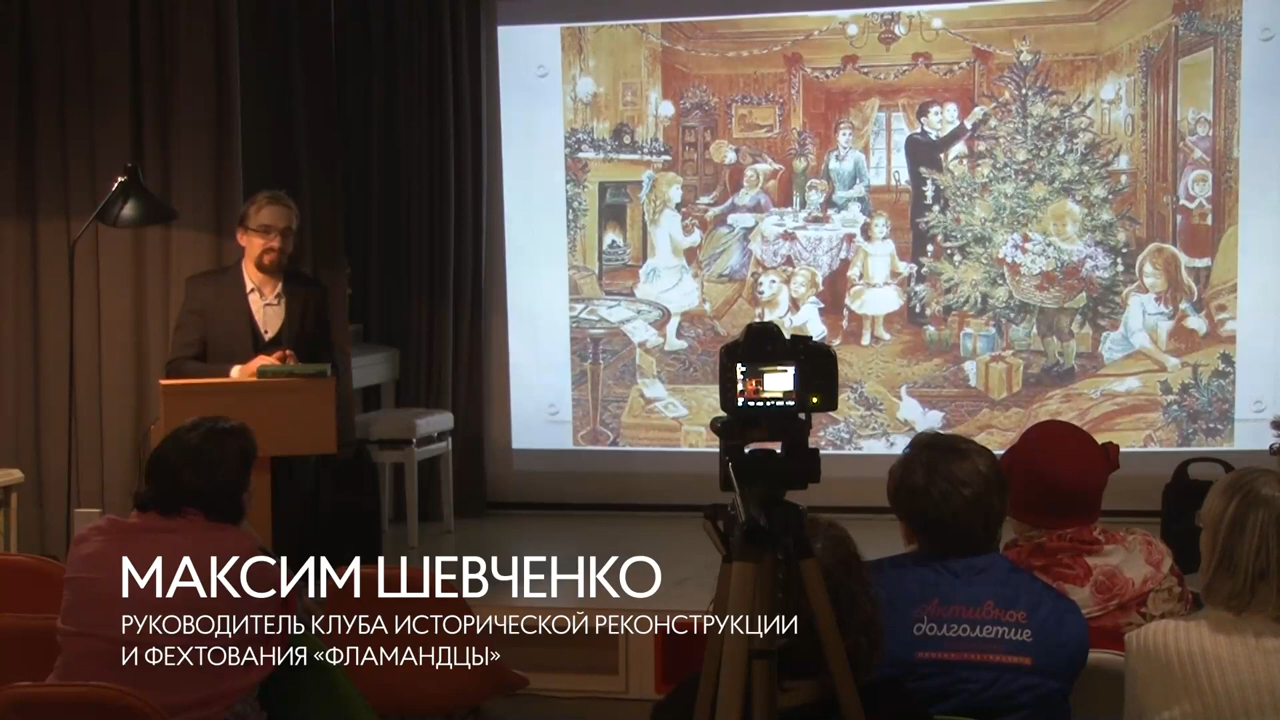 МАКСИМ ШЕВЧЕНКО
РУКОВОДИТЕЛЬ КЛУБА ИСТОРИЧЕСКОЙ РЕКОНСТРУКЦИИ
И ФЕХТОВАНИЯ «ФЛАМАНДЦЫ»
Активное
долголетие